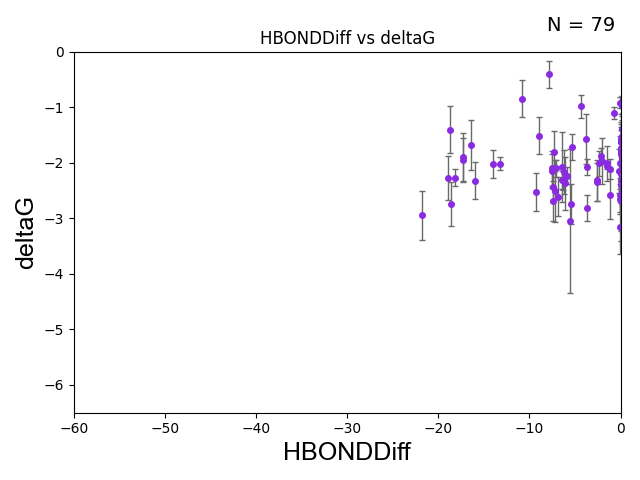 N = 79
HBONDDiff vs deltaG
0
−1
−2
−3
−4
−5
−6
deltaG
−60 −50 −40 −30 −20 −10 0
HBONDDiff